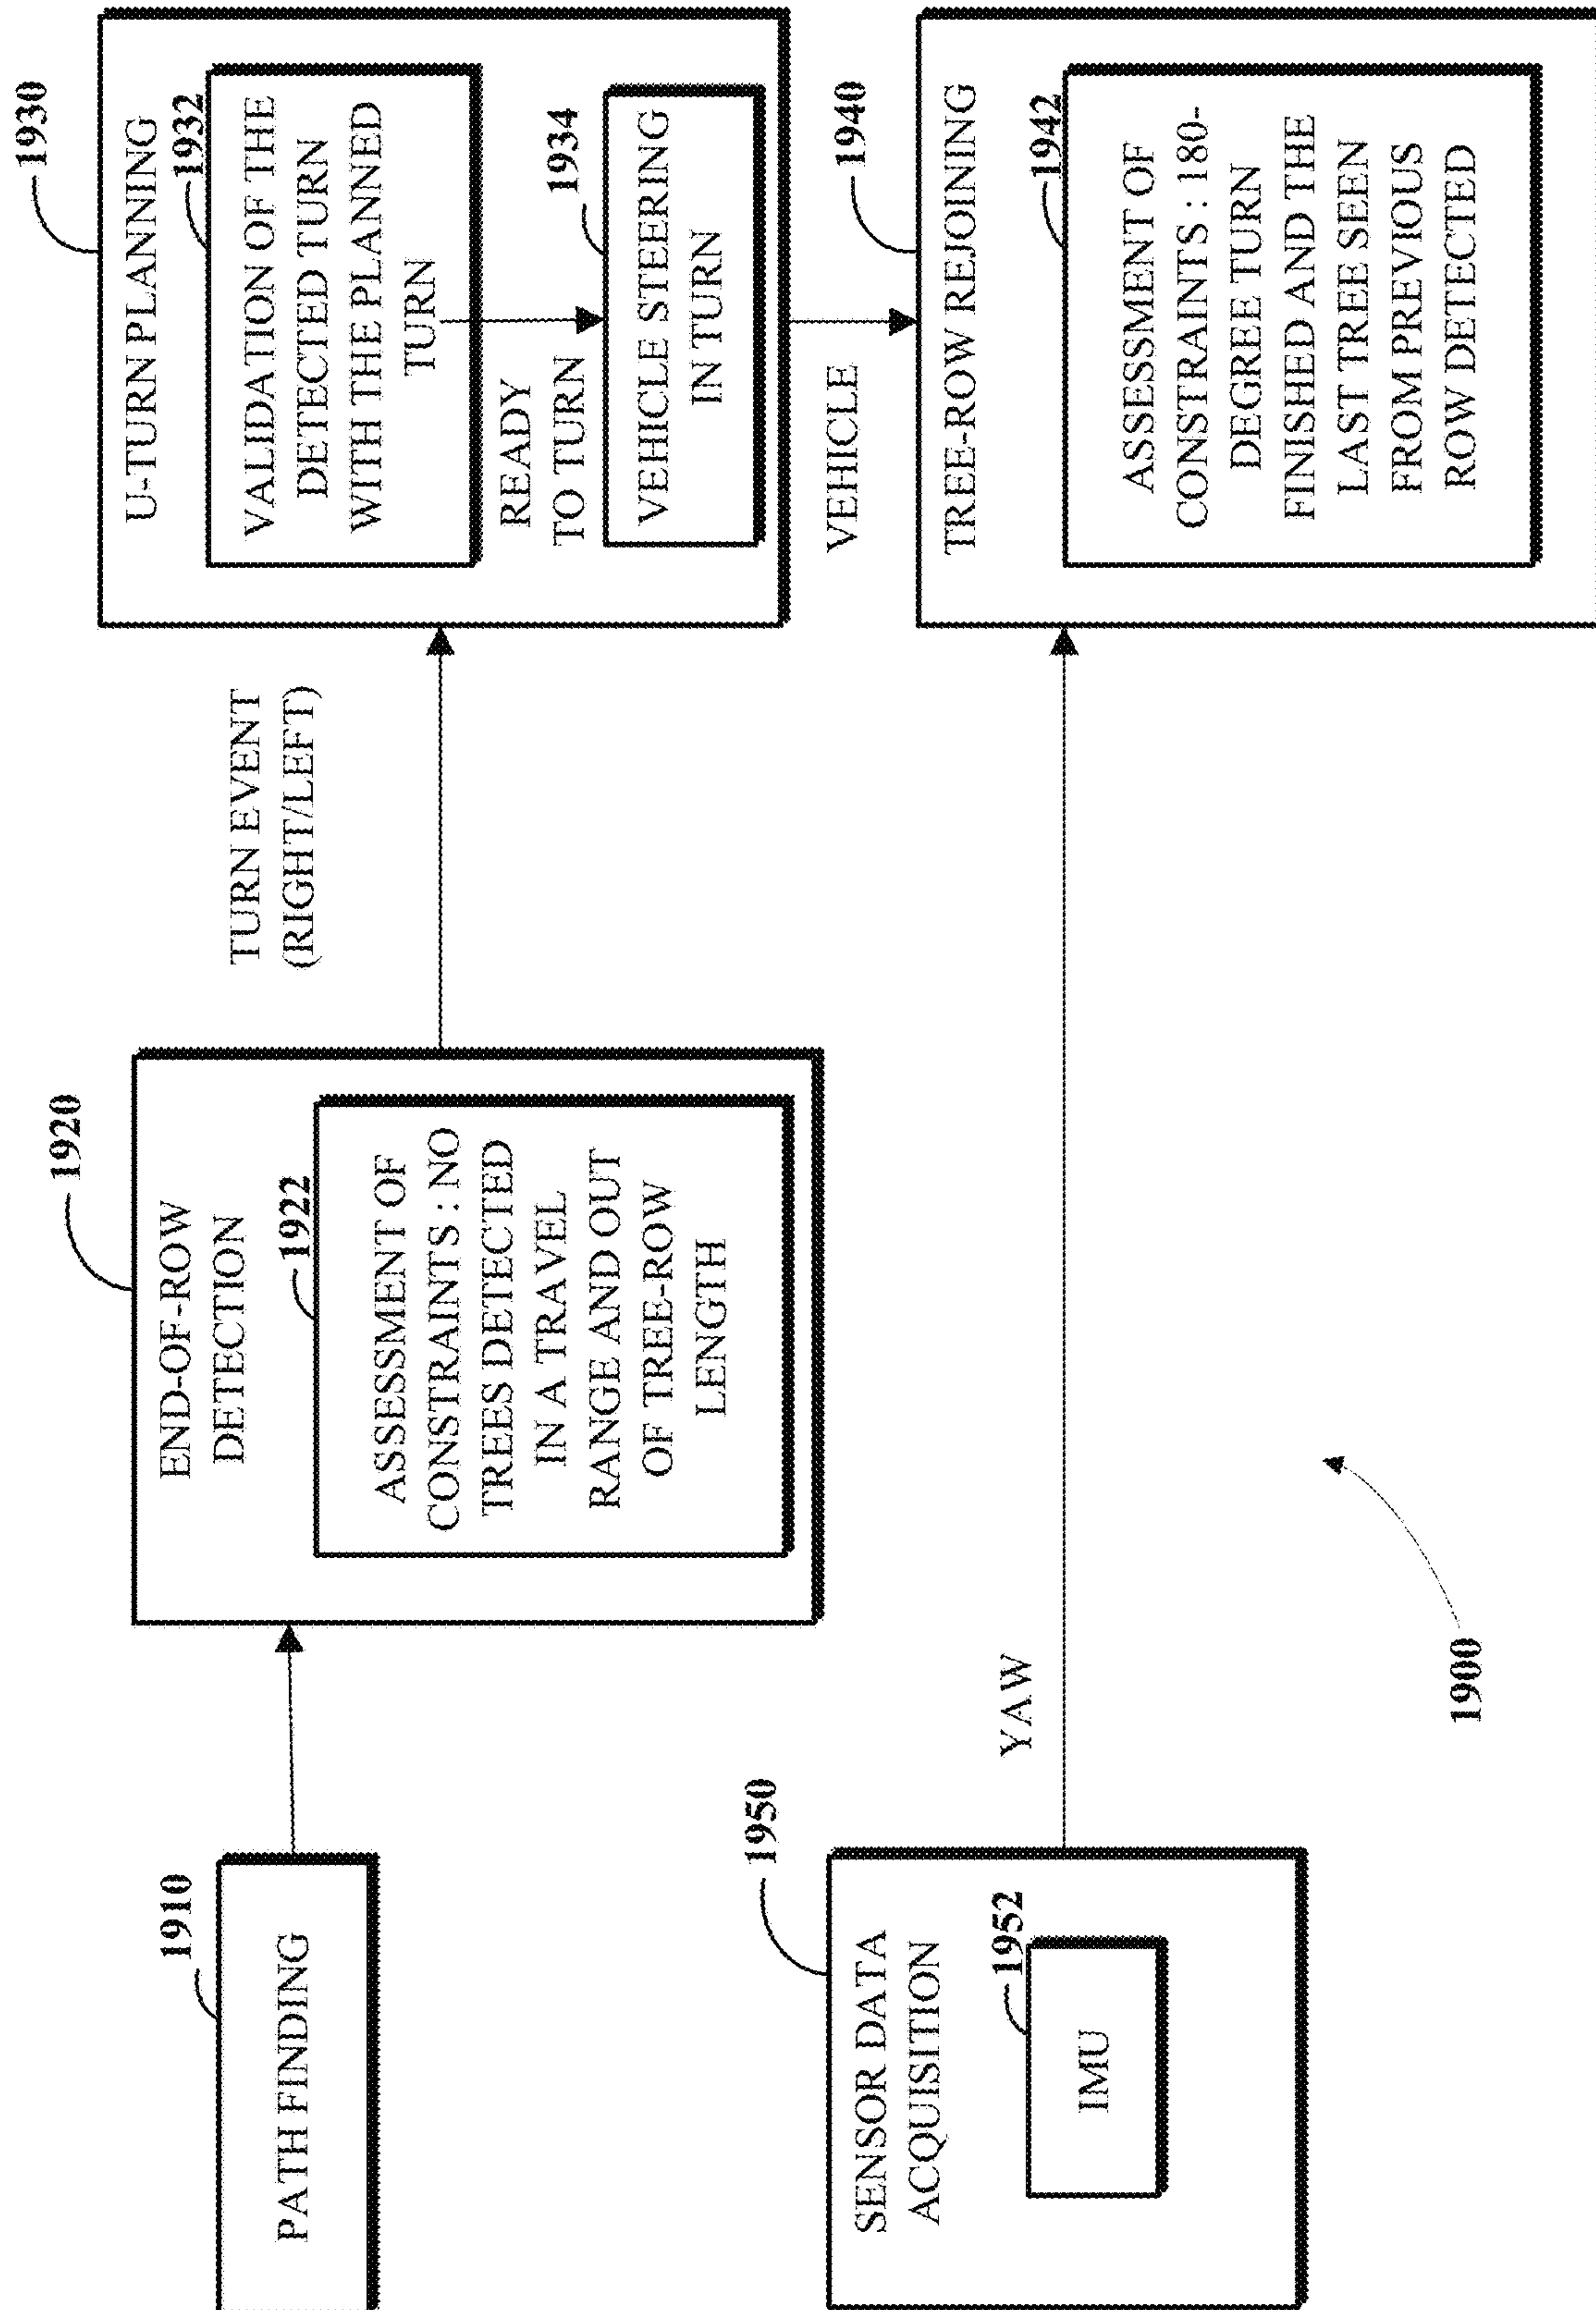 1910
PATH FINDING
1920
END-OF-ROW
DETECTION
1922
ASSESSMENT OF
CONSTRAINTS : NO
TREES DETECTED
IN A TRAVEL
RANGE AND OUT
OF TREE-ROW
LENGTH
TURN EVENT
(RIGHT/LEFT)
1930
U-TURN PLANNING
1932
VALIDATION OF THE
DETECTED TURN
WITH THE PLANNED
TURN
READY
TO TURN
1934
VEHICLE STEERING
IN TURN
VEHICLE
1940
TREE-ROW REJOINING
1942
ASSESSMENT OF
CONSTRAINTS : 180-
DEGREE TURN
FINISHED AND THE
LAST TREE SEEN
FROM PREVIOUS
ROW DETECTED
1950
SENSOR DATA
ACQUISITION
1952
IMU
YAW
1900